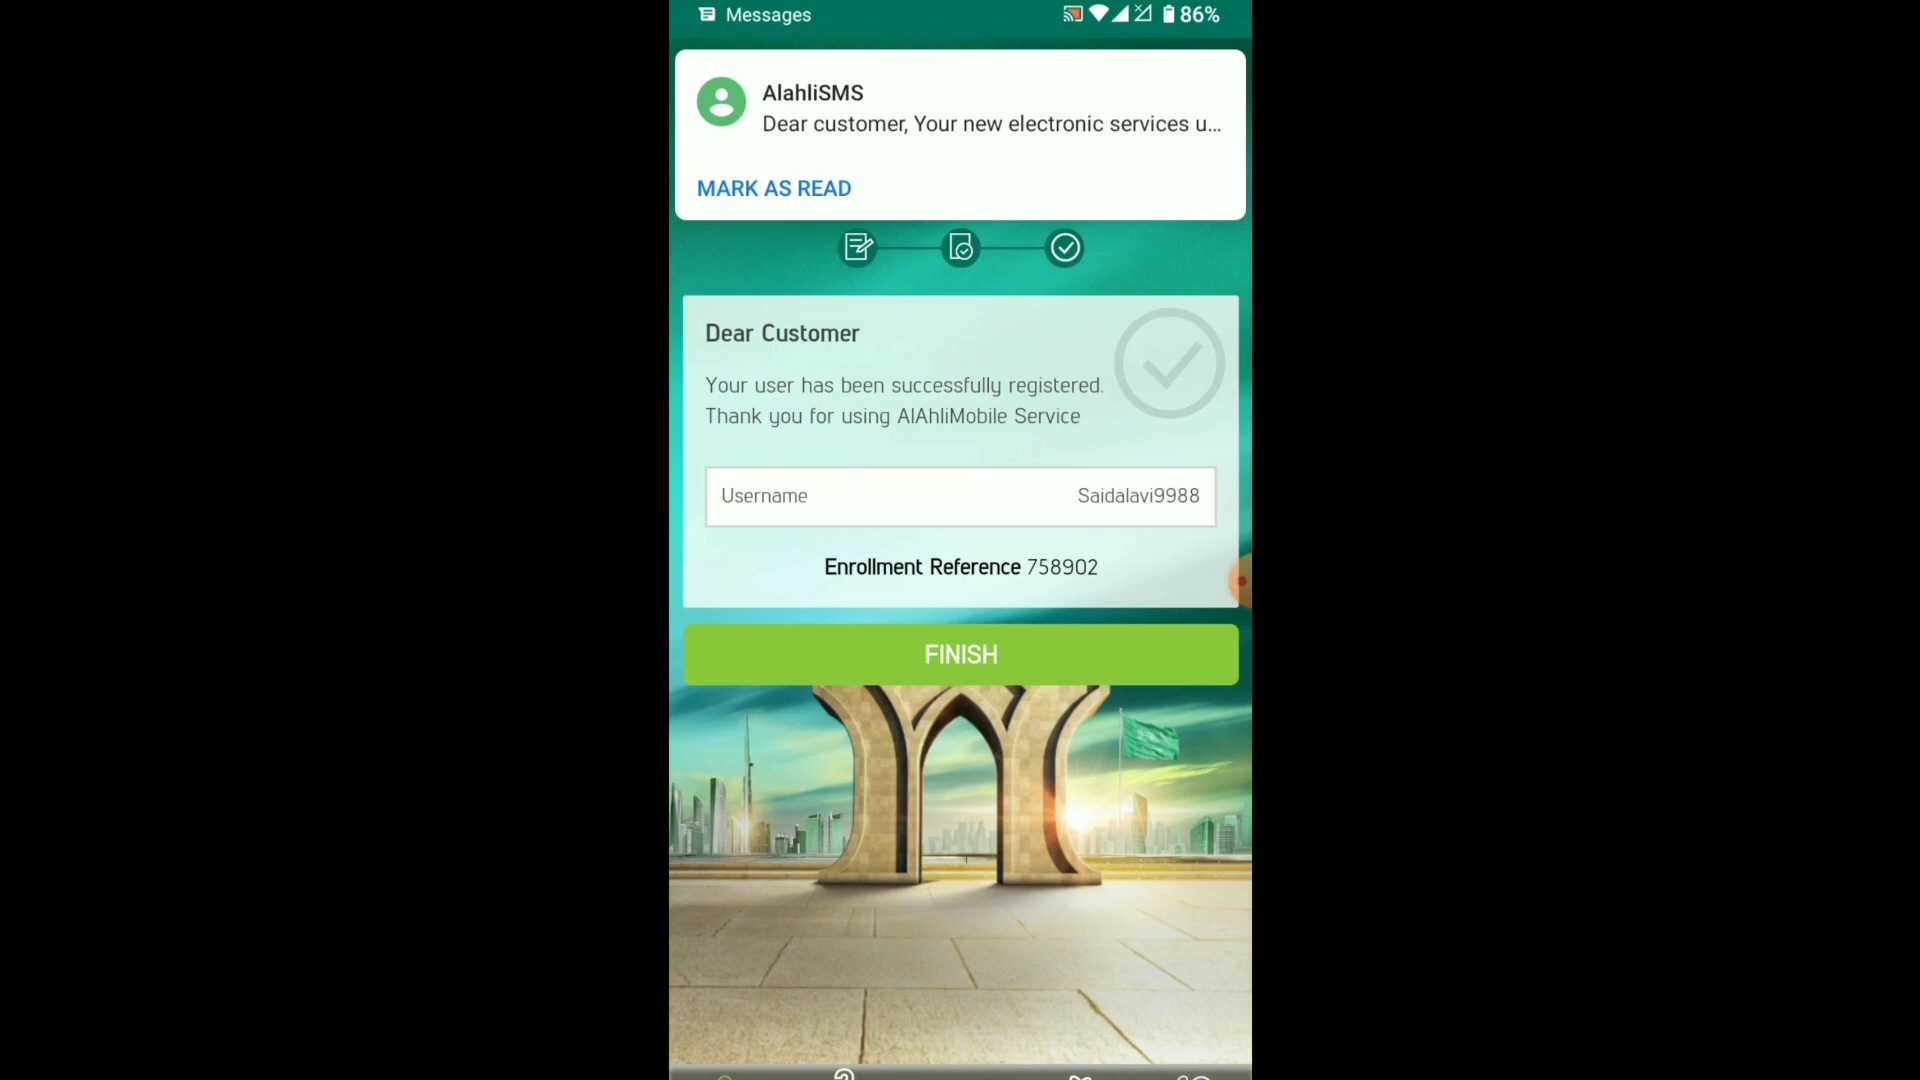 Messages
86%
AlahliSMS
Dear customer, Your new electronic services u...
MARK AS READ
Dear Customer
Your user has been successfully registered.
Thank you for using AlAhliMobile Service
Username Saidalavi9988
Enrollment Reference 758902
FINISH